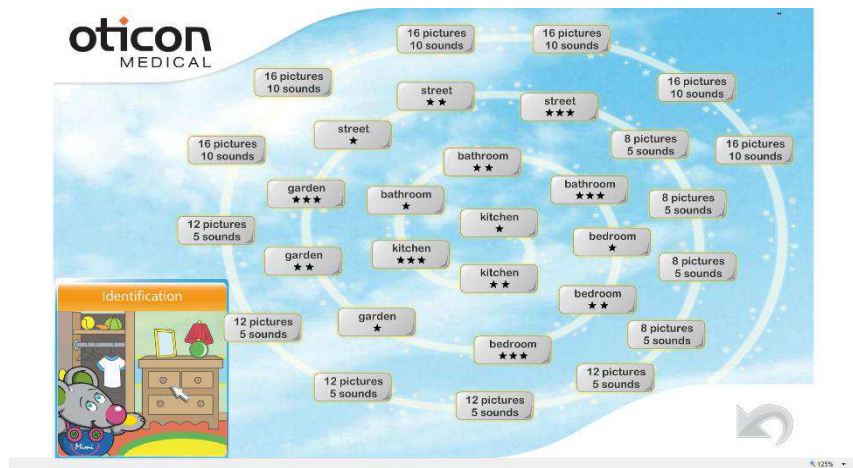 oticon
MEDICAL
16 pictures
10 sounds
16 pictures
10 sounds
16 pictures
10 sounds
16 pictures
10 sounds
street
★★
street
★★★
street
★
8 pictures
5 sounds
16 pictures
10 sounds
16 pictures
10 sounds
bathroom
★★
garden
★★★
bathroom
★
bathroom
★★★
8 pictures
5 sounds
12 pictures
5 sounds
kitchen
★
bedroom
★
garden
★★
kitchen
★★★
8 pictures
5 sounds
kitchen
★★
Identification
bedroom
★★
12 pictures
5 sounds
garden
★
8 pictures
5 sounds
bedroom
★★★
12 pictures
5 sounds
12 pictures
5 sounds
12 pictures
5 sounds
Mimi
125%